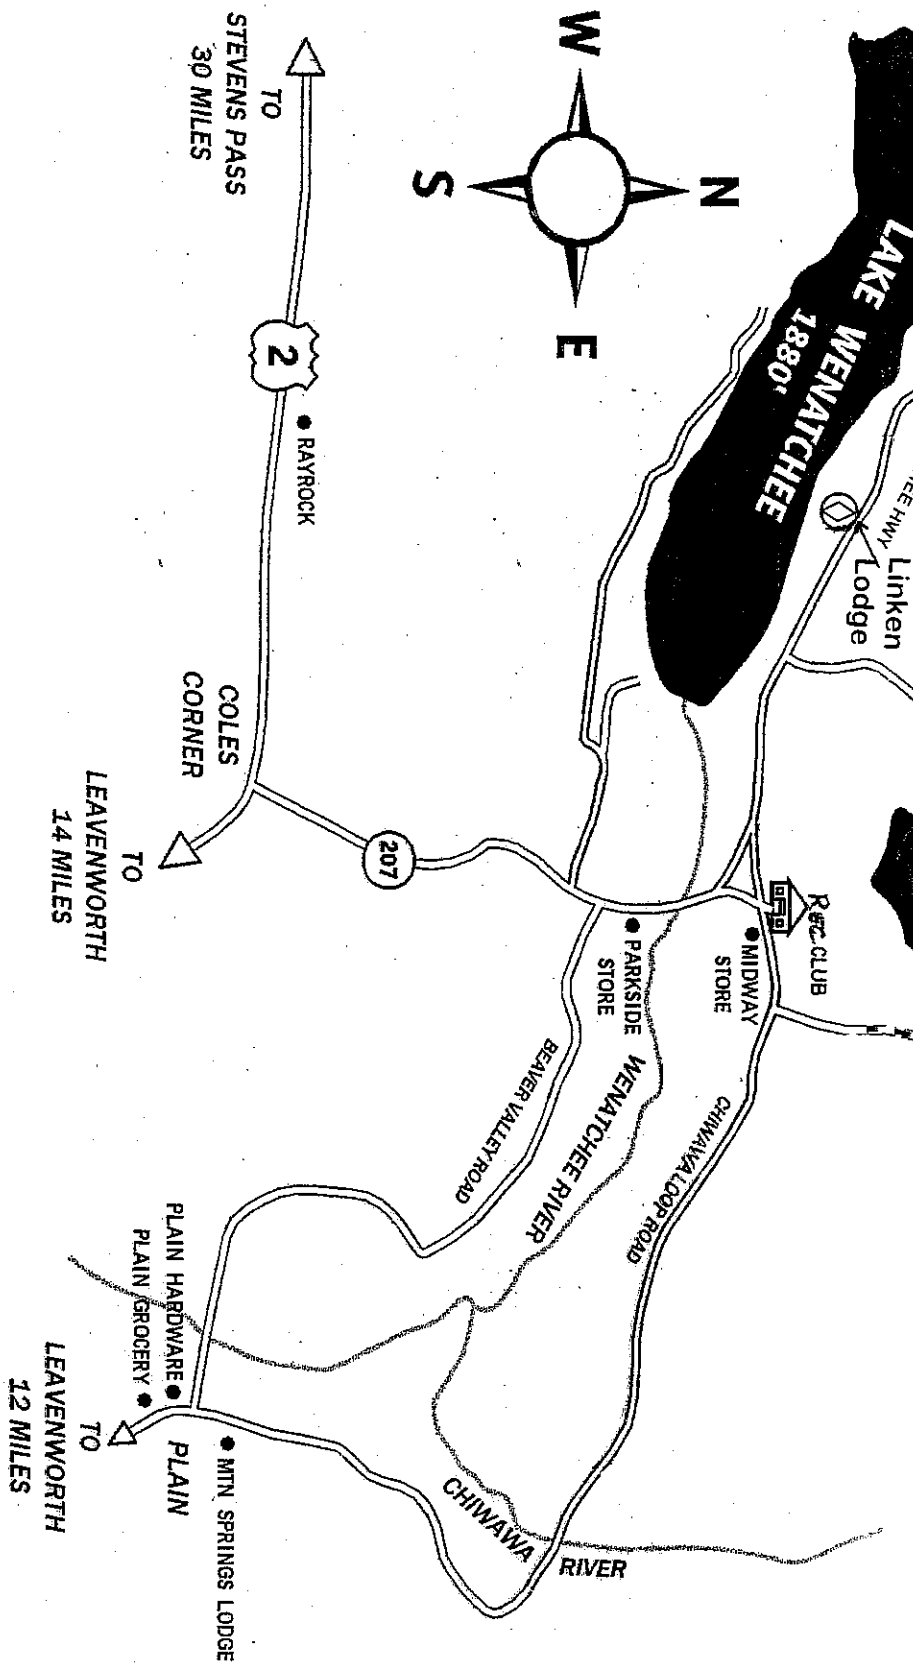 W
N
S
E
LAKE WENATCHEE
1880'
HWY
Linken
Lodge
TO
STEVENS PASS
30 MILES
2
RAYROCK
COLES
CORNER
TO
LEAVENWORTH
14 MILES
207
CLUB
MIDWAY
STORE
PARKSIDE
STORE
WENATCHEE RIVER
BEAVER VALLEY ROAD
CHIWAWA LOOP ROAD
PLAIN HARDWARE
PLAIN GROCERY
PLAIN
MTN SPRINGS LODGE
TO
LEAVENWORTH
12 MILES
CHIWAWA
RIVER